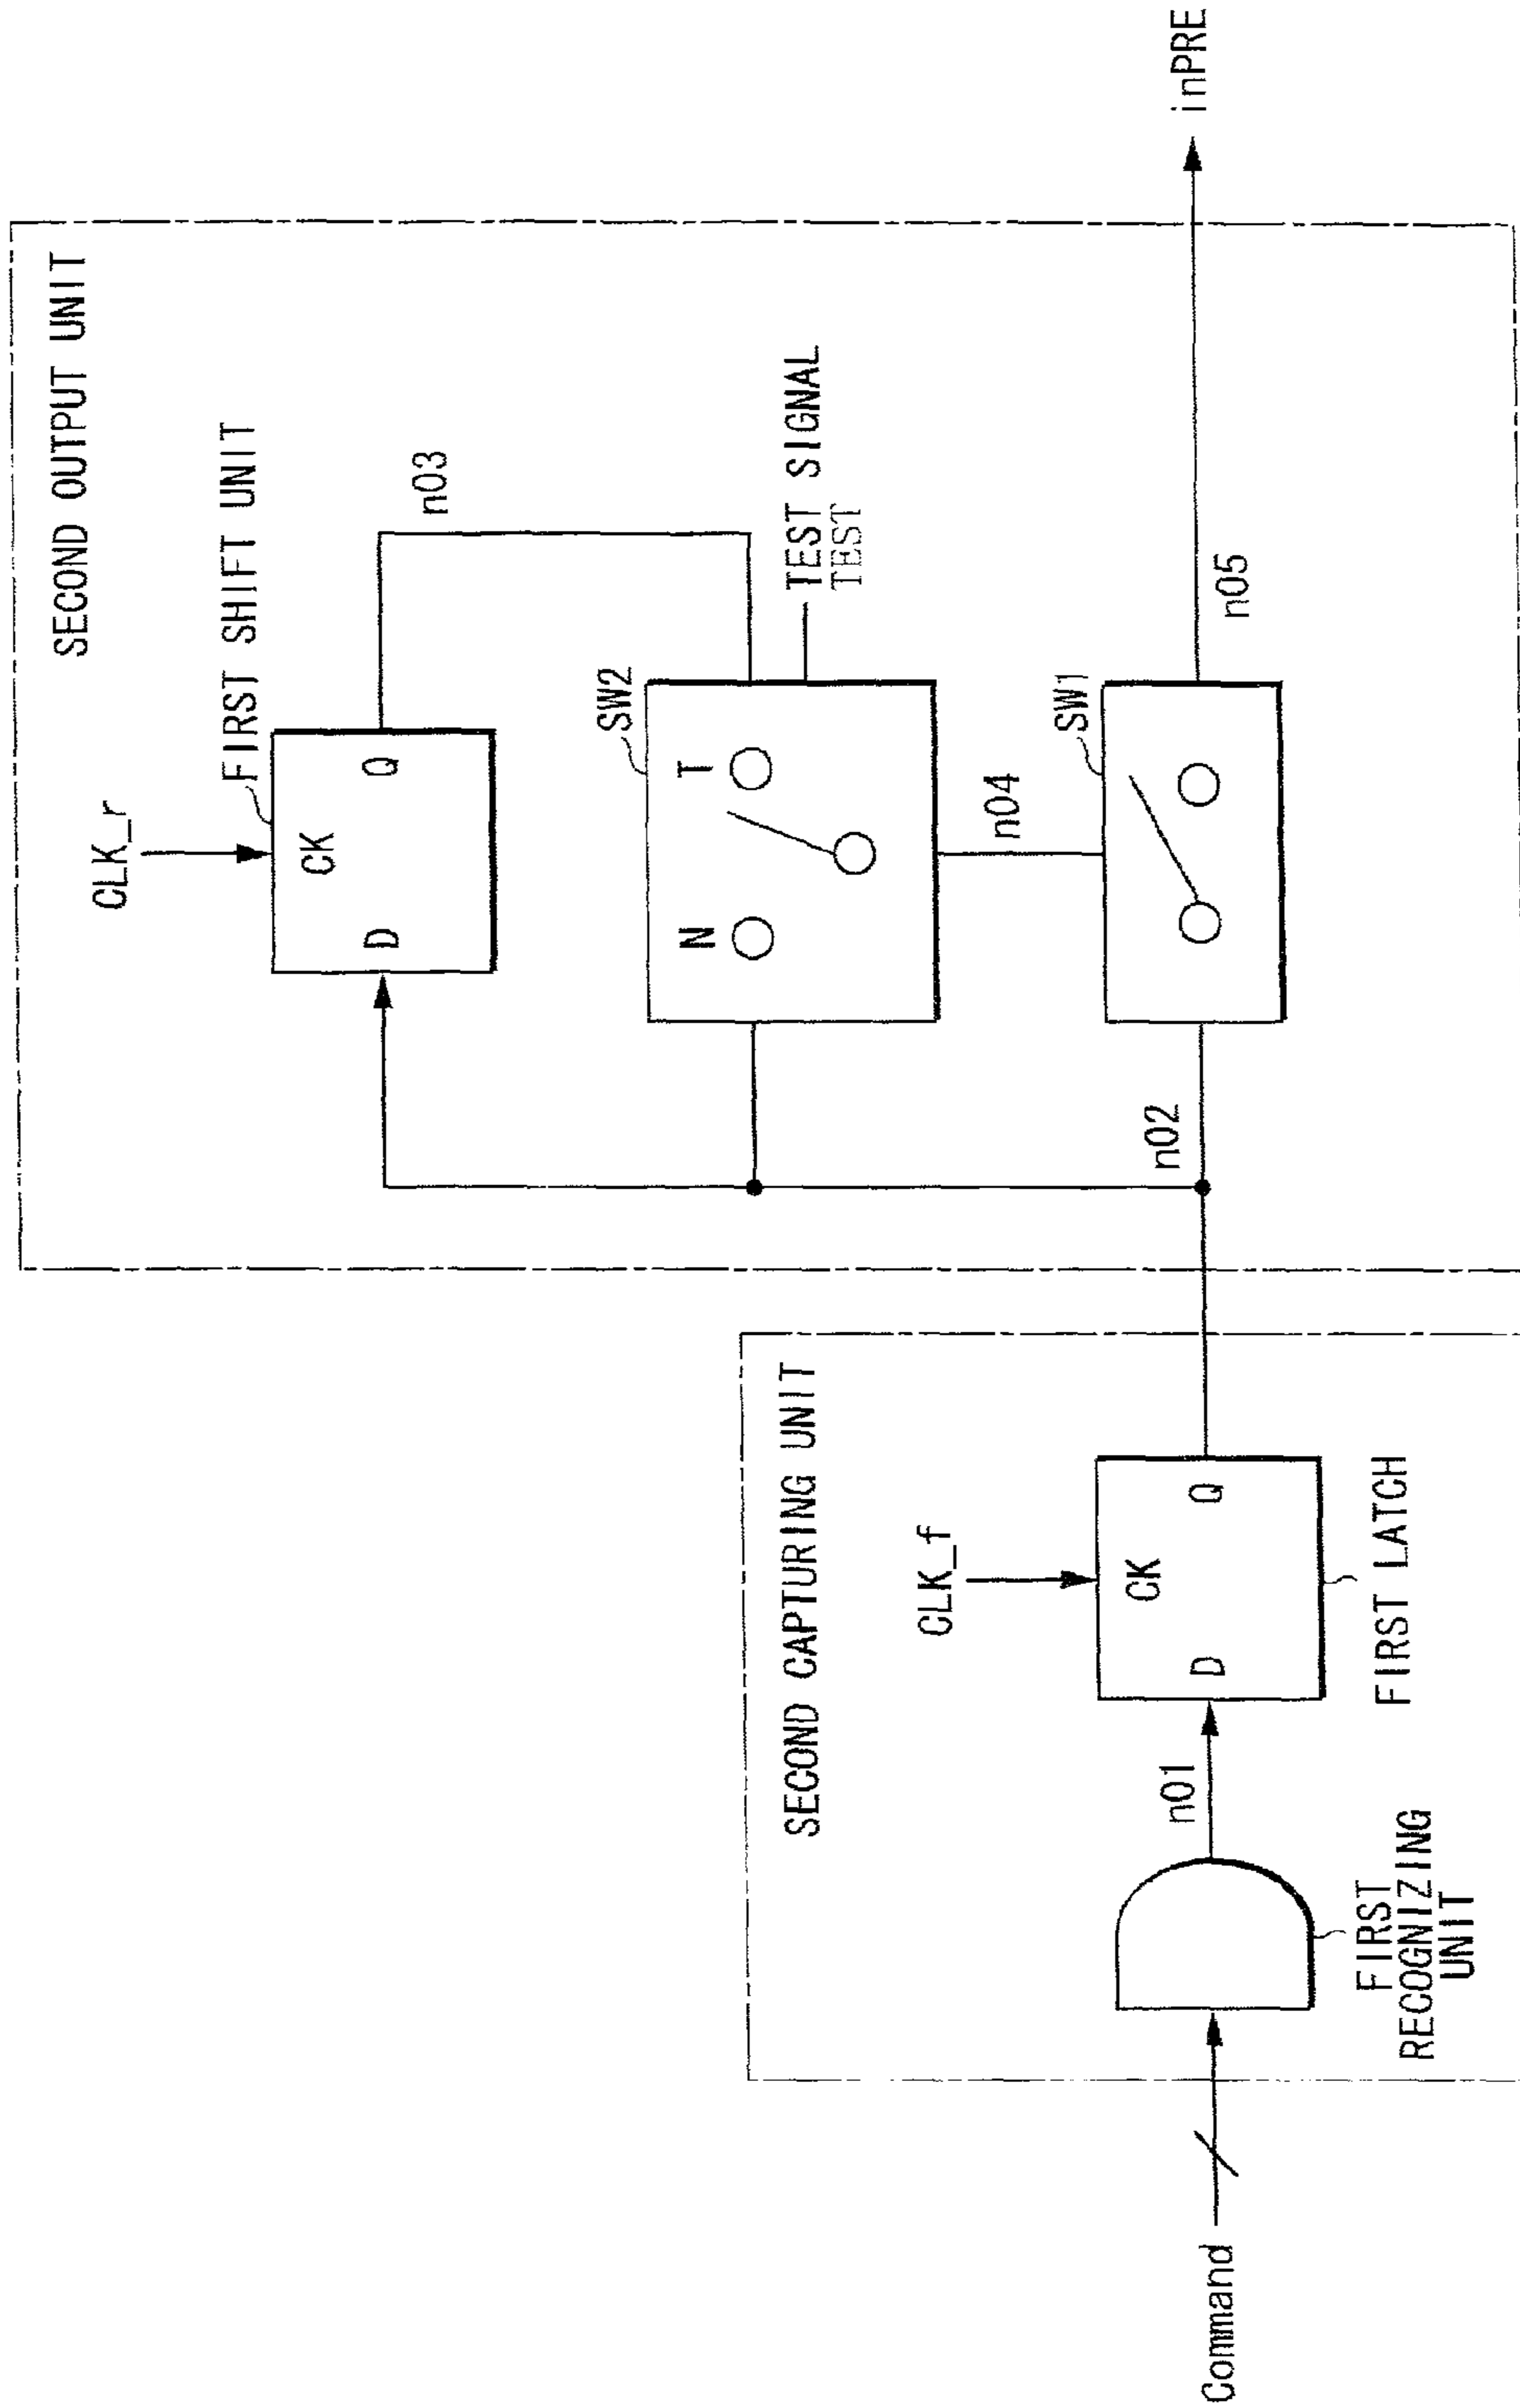 SECOND OUTPUT UNIT
CLK_r
FIRST SHIFT UNIT
CK
D
Q
n03
SW2
N
T
TEST SIGNAL
TEST
n04
SW1
n02
n05
inPRE
SECOND CAPTURING UNIT
CLK_f
CK
D
Q
n01
FIRST LATCH
FIRST
RECOGNIZING
UNIT
Command